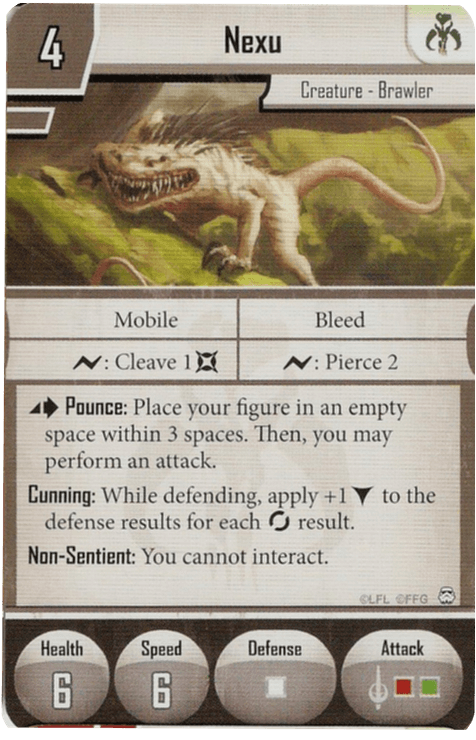 4
Nexu
Creature - Brawler
Mobile
Bleed
: Cleave 1
: Pierce 2
Pounce: Place your figure in an empty
space within 3 spaces. Then, you may
perform an attack.
Cunning: While defending, apply +1 to the
defense results for each result.
Non-Sentient: You cannot interact.
©LFL ©FFG
Health
Speed
Defense
Attack
6
6